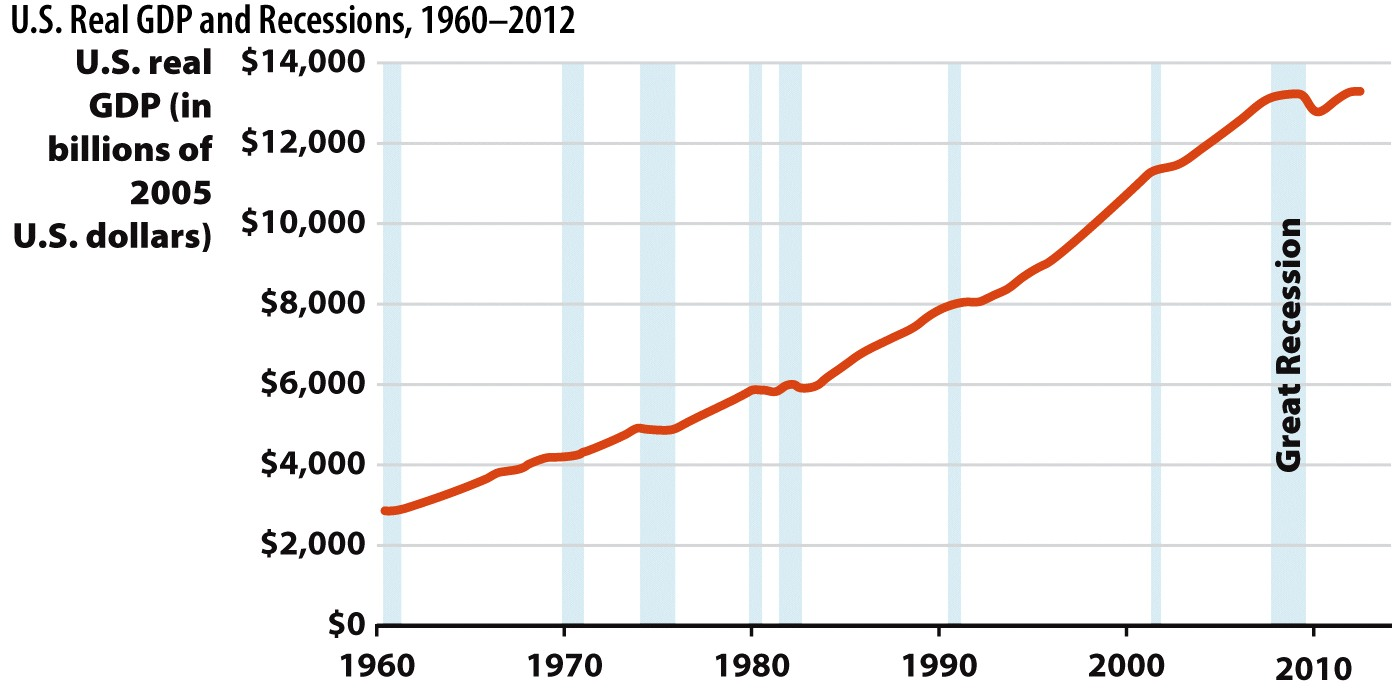 U.S. Real GDP and Recessions, 1960–2012
U.S. real
GDP (in
billions of
2005
U.S. dollars)
$14,000
$12,000
$10,000
$8,000
$6,000
$4,000
$2,000
$0
Great Recession
1960 1970 1980 1990 2000 2010